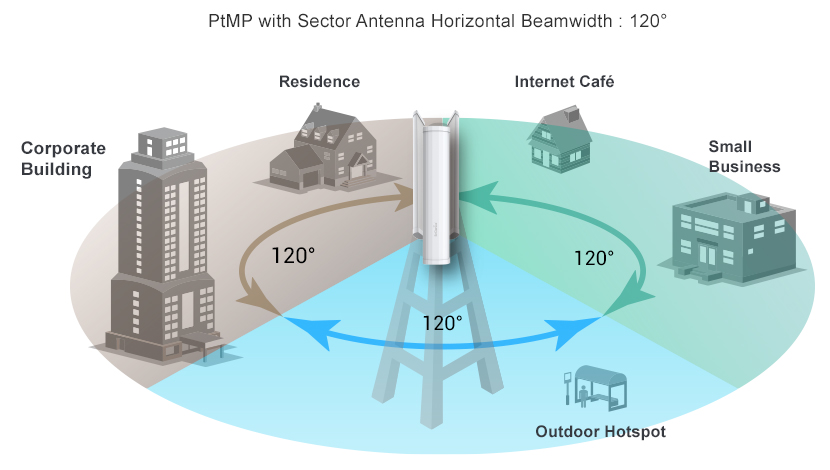 PtMP with Sector Antenna Horizontal Beamwidth : 120°
Residence
Internet Café
Corporate
Building
Small
Business
120°
120°
120°
Outdoor Hotspot